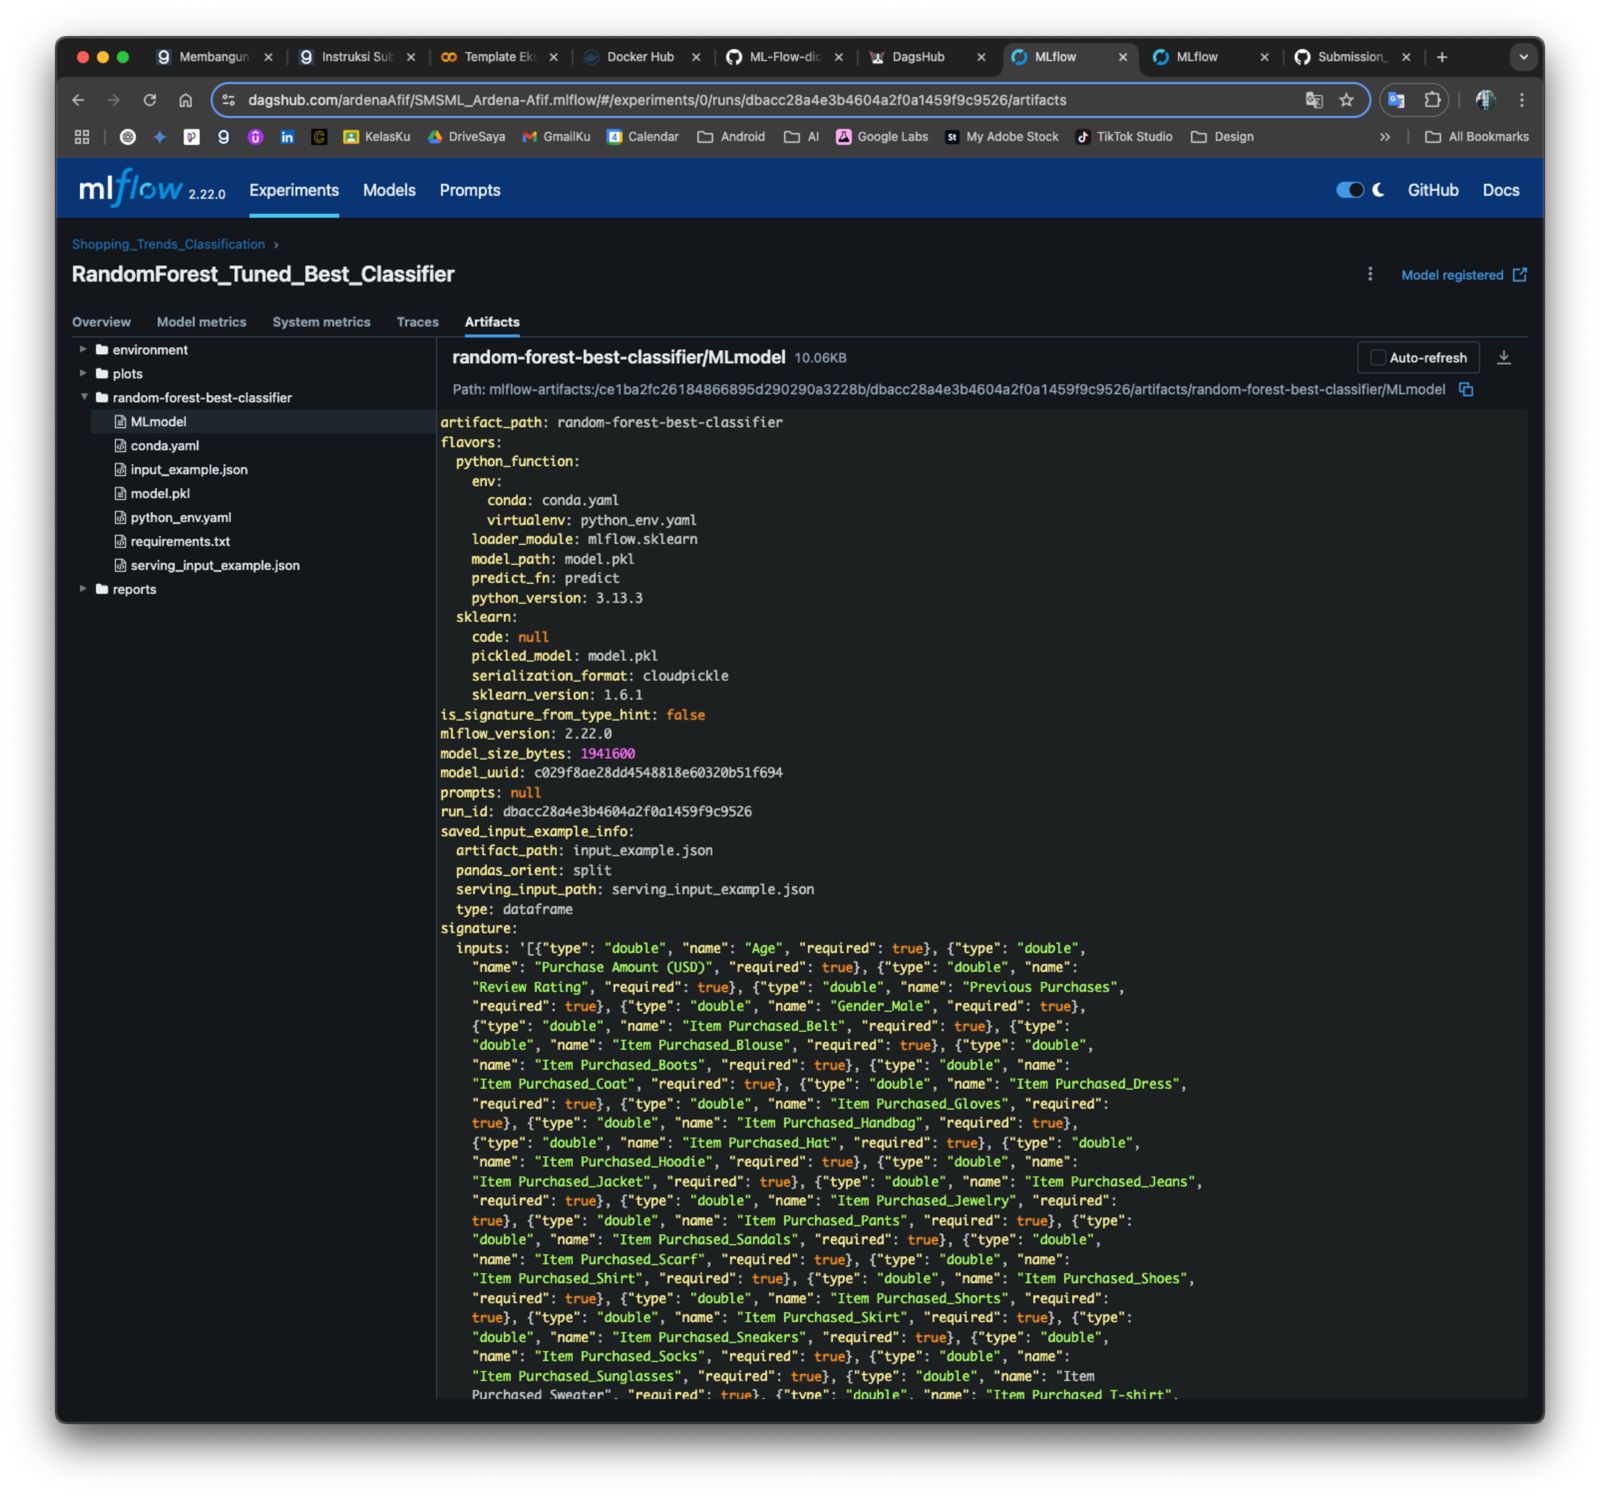 Membangun
Instruksi Sub
Template Eks
Docker Hub
ML-Flow-dic
DagsHub
MLflow
MLflow
Submission_
dagshub.com/ardenaAfif/SMSML_Ardena-Afif.mlflow/#/experiments/0/runs/dbacc28a4e3b4604a2f0a1459f9c9526/artifacts
KelasKu
DriveSaya
GmailKu
Calendar
Android
AI
Google Labs
My Adobe Stock
TikTok Studio
Design
»
All Bookmarks
mlflow 2.22.0
Experiments
Models
Prompts
GitHub
Docs
Shopping_Trends_Classification ›
RandomForest_Tuned_Best_Classifier
Model registered
Overview
Model metrics
System metrics
Traces
Artifacts
environment
plots
random-forest-best-classifier
MLmodel
conda.yaml
input_example.json
model.pkl
python_env.yaml
requirements.txt
serving_input_example.json
reports
random-forest-best-classifier/MLmodel 10.06KB
Auto-refresh
Path: mlflow-artifacts:/ce1ba2fc26184866895d290290a3228b/dbacc28a4e3b4604a2f0a1459f9c9526/artifacts/random-forest-best-classifier/MLmodel
artifact_path: random-forest-best-classifier
flavors:
python_function:
env:
conda: conda.yaml
virtualenv: python_env.yaml
loader_module: mlflow.sklearn
model_path: model.pkl
predict_fn: predict
python_version: 3.13.3
sklearn:
code: null
pickled_model: model.pkl
serialization_format: cloudpickle
sklearn_version: 1.6.1
is_signature_from_type_hint: false
mlflow_version: 2.22.0
model_size_bytes: 1941600
model_uuid: c029f8ae28dd4548818e60320b51f694
prompts: null
run_id: dbacc28a4e3b4604a2f0a1459f9c9526
saved_input_example_info:
artifact_path: input_example.json
pandas_orient: split
serving_input_path: serving_input_example.json
type: dataframe
signature:
inputs: '[{"type": "double", "name": "Age", "required": true}, {"type": "double",
"name": "Purchase Amount (USD)", "required": true}, {"type": "double", "name":
"Review Rating", "required": true}, {"type": "double", "name": "Previous Purchases",
"required": true}, {"type": "double", "name": "Gender_Male", "required": true},
{"type": "double", "name": "Item Purchased_Belt", "required": true}, {"type":
"double", "name": "Item Purchased_Blouse", "required": true}, {"type": "double",
"name": "Item Purchased_Boots", "required": true}, {"type": "double", "name":
"Item Purchased_Coat", "required": true}, {"type": "double", "name": "Item Purchased_Dress",
"required": true}, {"type": "double", "name": "Item Purchased_Gloves", "required":
true}, {"type": "double", "name": "Item Purchased_Handbag", "required": true},
{"type": "double", "name": "Item Purchased_Hat", "required": true}, {"type": "double",
"name": "Item Purchased_Hoodie", "required": true}, {"type": "double", "name":
"Item Purchased_Jacket", "required": true}, {"type": "double", "name": "Item Purchased_Jeans",
"required": true}, {"type": "double", "name": "Item Purchased_Jewelry", "required":
true}, {"type": "double", "name": "Item Purchased_Pants", "required": true}, {"type":
"double", "name": "Item Purchased_Sandals", "required": true}, {"type": "double",
"name": "Item Purchased_Scarf", "required": true}, {"type": "double", "name":
"Item Purchased_Shirt", "required": true}, {"type": "double", "name": "Item Purchased_Shoes",
"required": true}, {"type": "double", "name": "Item Purchased_Shorts", "required":
true}, {"type": "double", "name": "Item Purchased_Skirt", "required": true}, {"type":
"double", "name": "Item Purchased_Sneakers", "required": true}, {"type": "double",
"name": "Item Purchased_Socks", "required": true}, {"type": "double", "name":
"Item Purchased_Sunglasses", "required": true}, {"type": "double", "name": "Item
Purchased_Sweater", "required": true}, {"type": "double", "name": "Item Purchased_T-shirt",